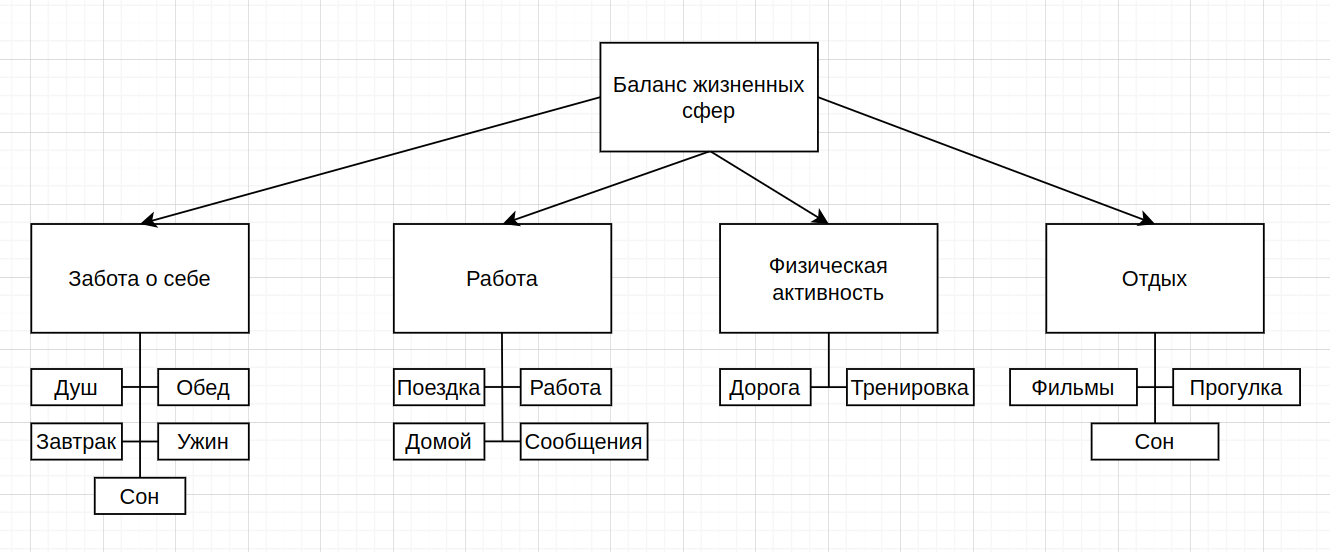 Баланс жизненных
сфер
Забота о себе
Работа
Физическая
активность
Отдых
Душ
Обед
Завтрак
Ужин
Сон
Поездка
Работа
Домой
Сообщения
Дорога
Тренировка
Фильмы
Прогулка
Сон